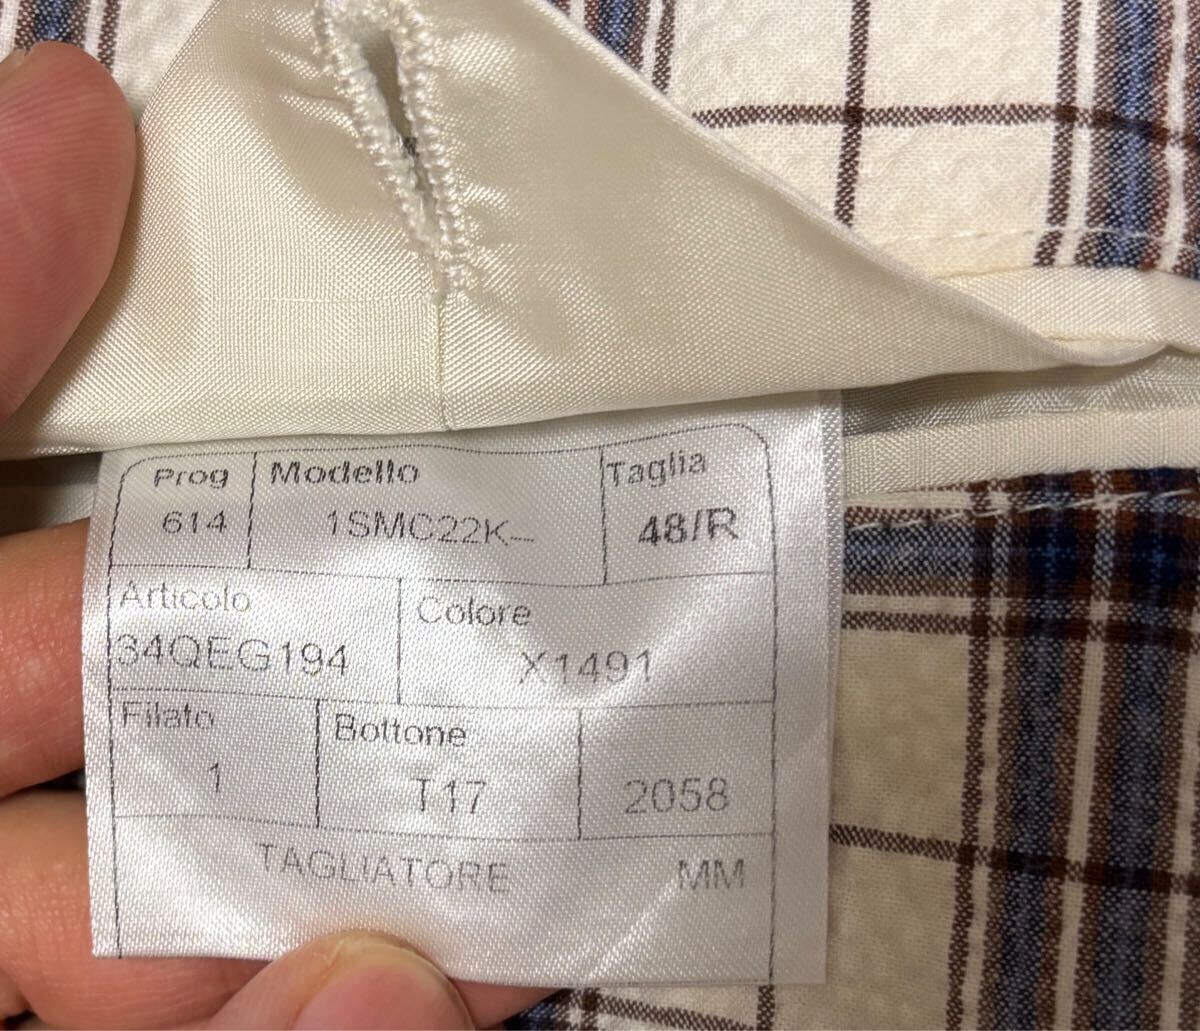 Prog Modello Taglia
614 1SMC22K- 48/R
Articolo Colore
34QEG194 X1491
Filato Bottone
1 T17 2058
TAGLIATORE MM